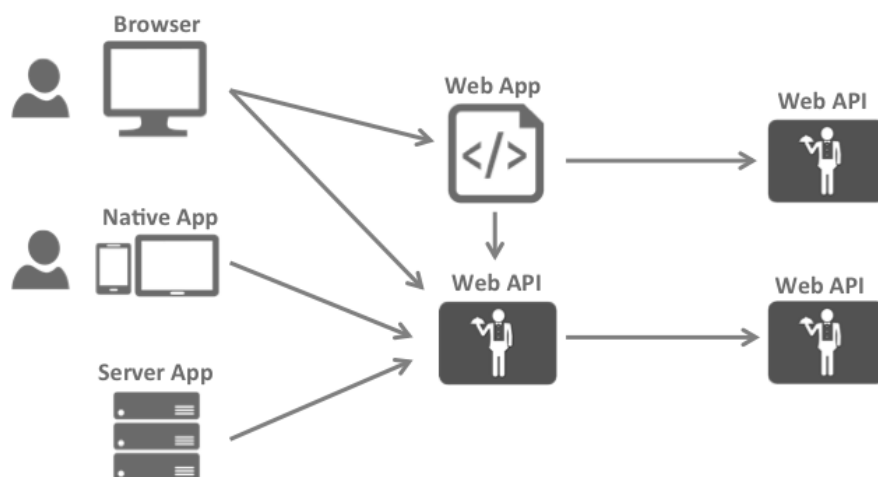 Browser
Web App
Web API
Native App
Web API
Web API
Server App
</>